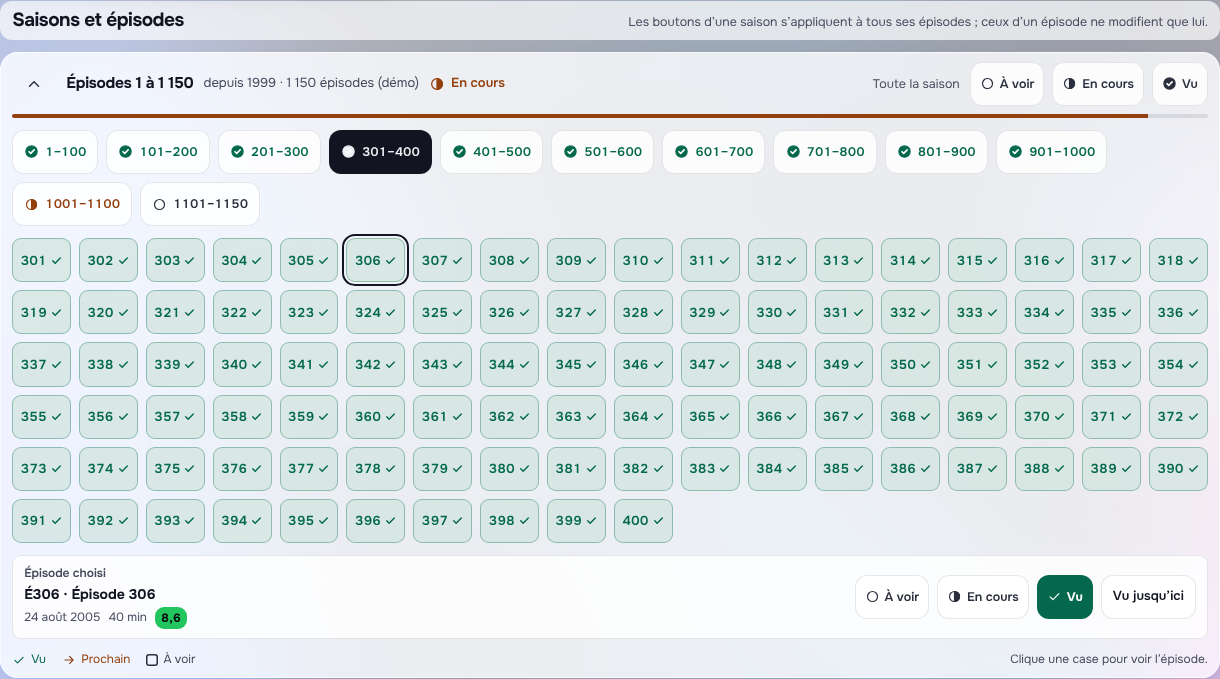 Saisons et épisodes
Les boutons d’une saison s’appliquent à tous ses épisodes ; ceux d’un épisode ne modifient que lui.
Épisodes 1 à 1 150 depuis 1999 · 1 150 épisodes (démo) En cours Toute la saison À voir En cours Vu
1–100 101–200 201–300 301–400 401–500 501–600 601–700 701–800 801–900 901–1000
1001–1100 1101–1150
301 302 303 304 305 306 307 308 309 310 311 312 313 314 315 316 317 318
319 320 321 322 323 324 325 326 327 328 329 330 331 332 333 334 335 336
337 338 339 340 341 342 343 344 345 346 347 348 349 350 351 352 353 354
355 356 357 358 359 360 361 362 363 364 365 366 367 368 369 370 371 372
373 374 375 376 377 378 379 380 381 382 383 384 385 386 387 388 389 390
391 392 393 394 395 396 397 398 399 400
Épisode choisi
É306 · Épisode 306
24 août 2005 40 min 8,6
À voir En cours Vu Vu jusqu’ici
Vu Prochain À voir
Clique une case pour voir l’épisode.